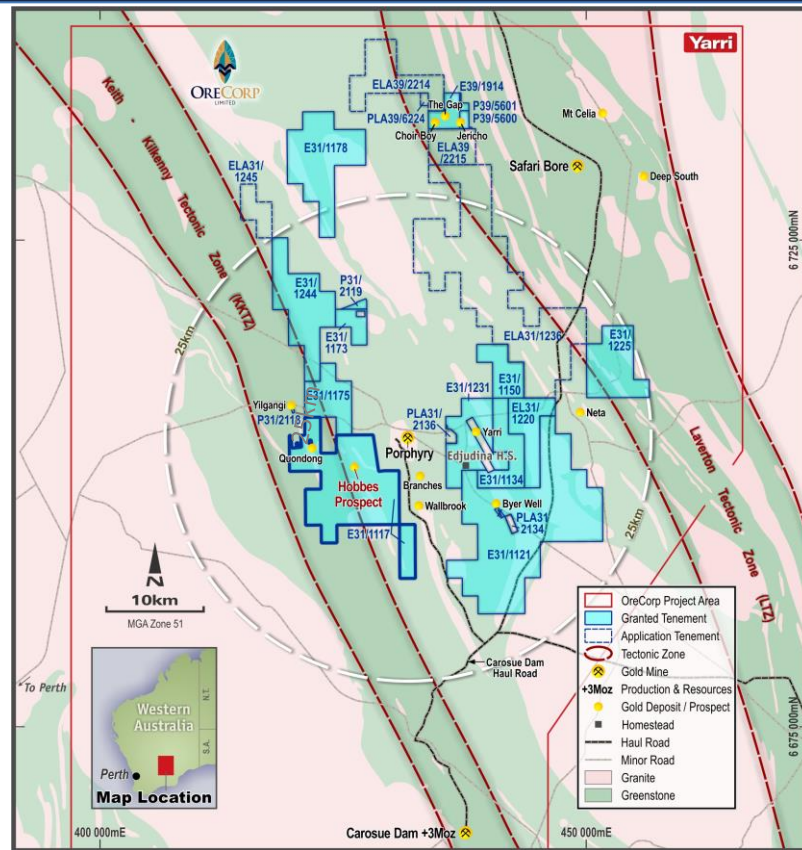 Yarri
ORECORP
LIMITED
Keith - Kilkenny Tectonic Zone (KKTZ)
ELA39/2214
E39/1914
The Gap
P39/5601
PLA39/6224
P39/5600
Choir Boy
Jericho
ELA39
/2215
Mt Celia
E31/1178
Safari Bore
Deep South
ELA31/
1245
6 725 000mN
E31/
1244
P31/
2119
E31/
1173
ELA31/1236
E31/
1225
25km
E31/1231
E31/
1150
E31/1175
EL31/
1220
PLA31/
2136
Yilgangi
P31/2118
Neta
Yarri
Porphyry
Edjudina H.S.
Quondong
Hobbes
Prospect
Branches
E31/1134
Wallbrook
Byer Well
PLA31
2134
E31/1117
E31/1121
Laverton Tectonic Zone (LTZ)
25km
N
10km
MGA Zone 51
OreCorp Project Area
Granted Tenement
Application Tenement
Tectonic Zone
Gold Mine
+3Moz Production & Resources
Gold Deposit / Prospect
Homestead
Haul Road
Minor Road
Granite
Greenstone
Carosue Dam
Haul Road
To Perth
Western
Australia
N.T.
S.A.
Perth
Map Location
6 675 000mN
400 000mE
Carosue Dam +3Moz
450 000mE